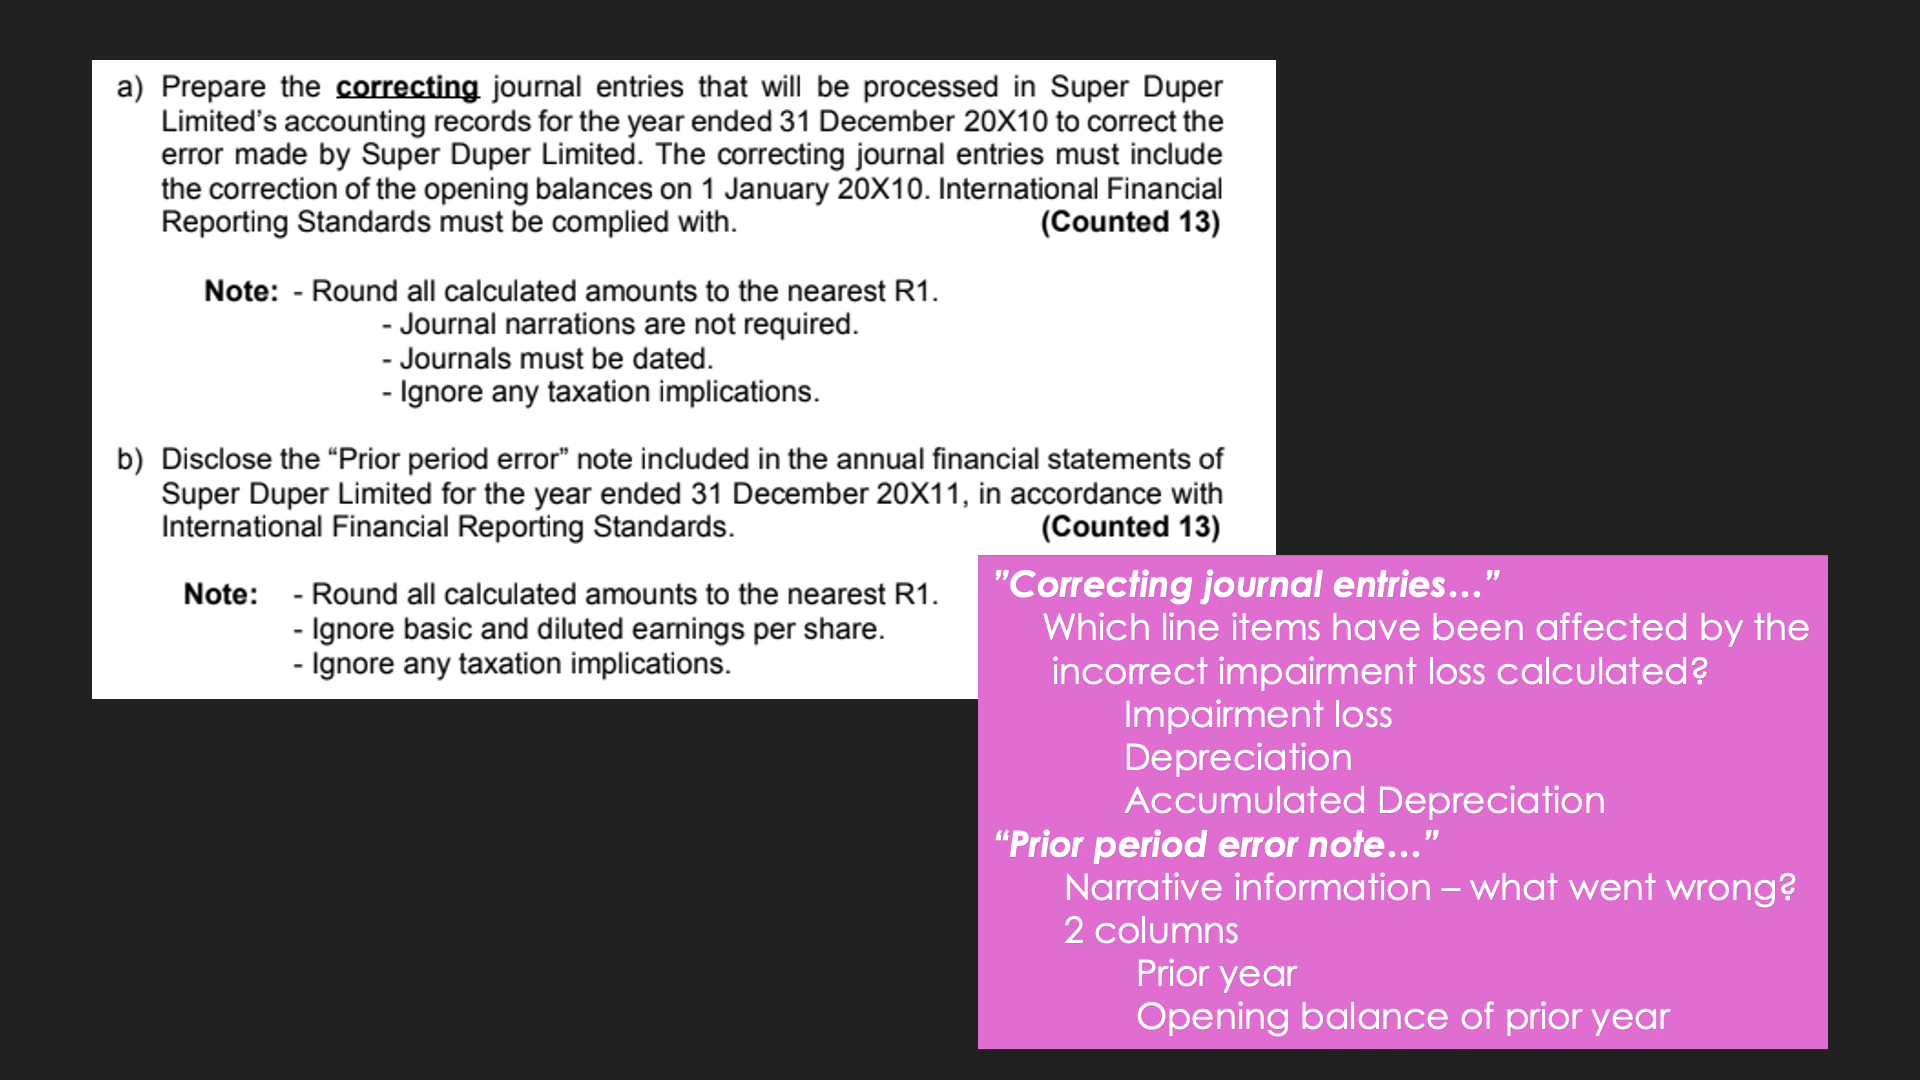 a) Prepare the correcting journal entries that will be processed in Super Duper
Limited's accounting records for the year ended 31 December 20X10 to correct the
error made by Super Duper Limited. The correcting journal entries must include
the correction of the opening balances on 1 January 20X10. International Financial
Reporting Standards must be complied with. (Counted 13)
Note: - Round all calculated amounts to the nearest R1.
- Journal narrations are not required.
- Journals must be dated.
- Ignore any taxation implications.
b) Disclose the “Prior period error” note included in the annual financial statements of
Super Duper Limited for the year ended 31 December 20X11, in accordance with
International Financial Reporting Standards. (Counted 13)
Note: - Round all calculated amounts to the nearest R1.
- Ignore basic and diluted earnings per share.
- Ignore any taxation implications.
”Correcting journal entries…”
Which line items have been affected by the
incorrect impairment loss calculated?
Impairment loss
Depreciation
Accumulated Depreciation
“Prior period error note…”
Narrative information – what went wrong?
2 columns
Prior year
Opening balance of prior year